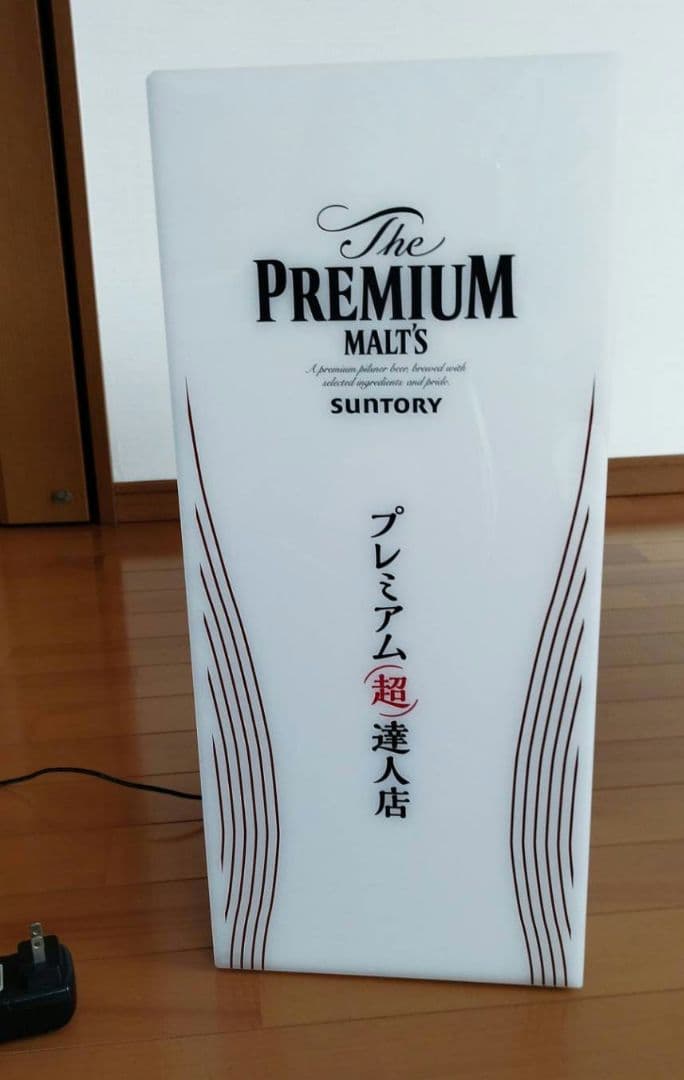 The
PREMIUM
MALT'S
A premium pilsner beer, brewed with
selected ingredients and pride.
SUNTORY
プレミアム(超)達人店